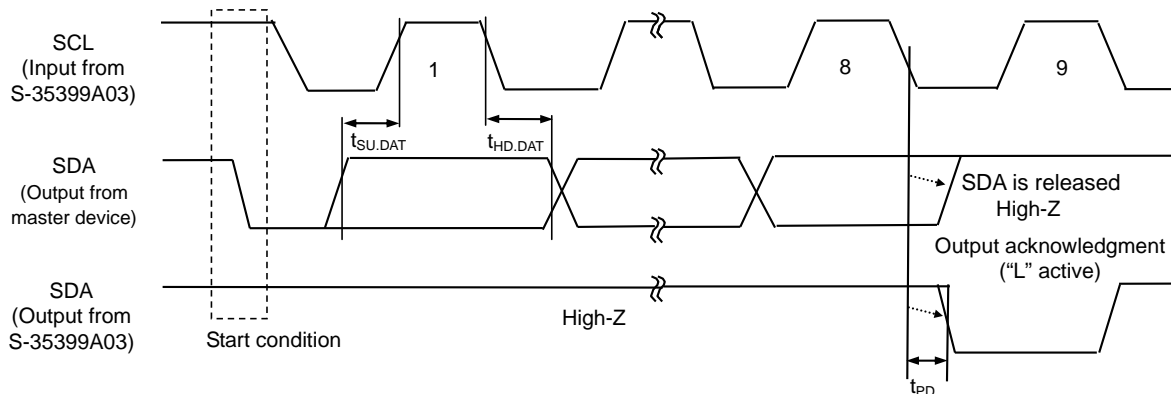 SCL
(Input from
S-35399A03)
1
8
9
tSU.DAT
tHD.DAT
SDA
(Output from
master device)
SDA is released
High-Z
Output acknowledgment
(“L” active)
SDA
(Output from
S-35399A03)
High-Z
Start condition
tPD